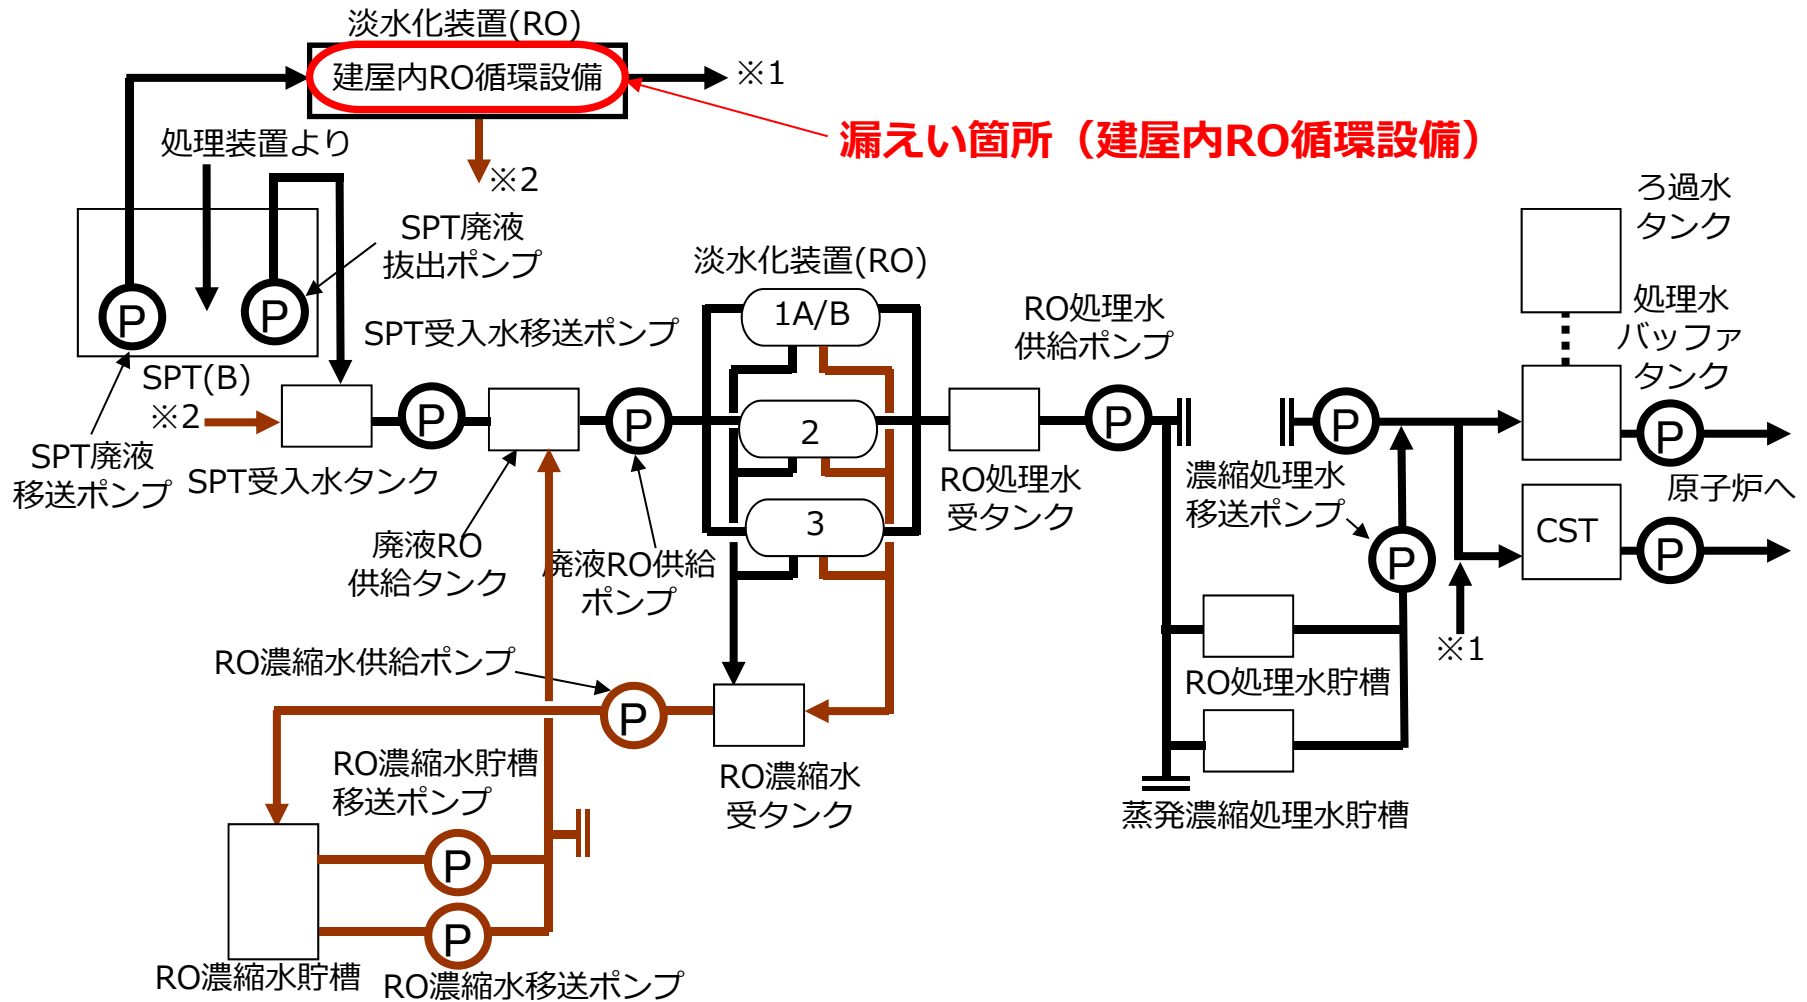 淡水化装置(RO)
建屋内RO循環設備
※1
漏えい箇所（建屋内RO循環設備）
処理装置より
※2
SPT廃液
抜出ポンプ
P
P
SPT(B)
※2
SPT廃液
移送ポンプ
SPT受入水タンク
SPT受入水移送ポンプ
P
廃液RO
供給タンク
P
廃液RO供給
ポンプ
淡水化装置(RO)
1A/B
2
3
RO処理水
受タンク
RO処理水
供給ポンプ
P
P
濃縮処理水
移送ポンプ
P
ろ過水
タンク
処理水
バッファ
タンク
P
原子炉へ
CST
P
※1
RO処理水貯槽
蒸発濃縮処理水貯槽
RO濃縮水供給ポンプ
P
RO濃縮水
受タンク
RO濃縮水貯槽
移送ポンプ
P
P
RO濃縮水貯槽
RO濃縮水移送ポンプ